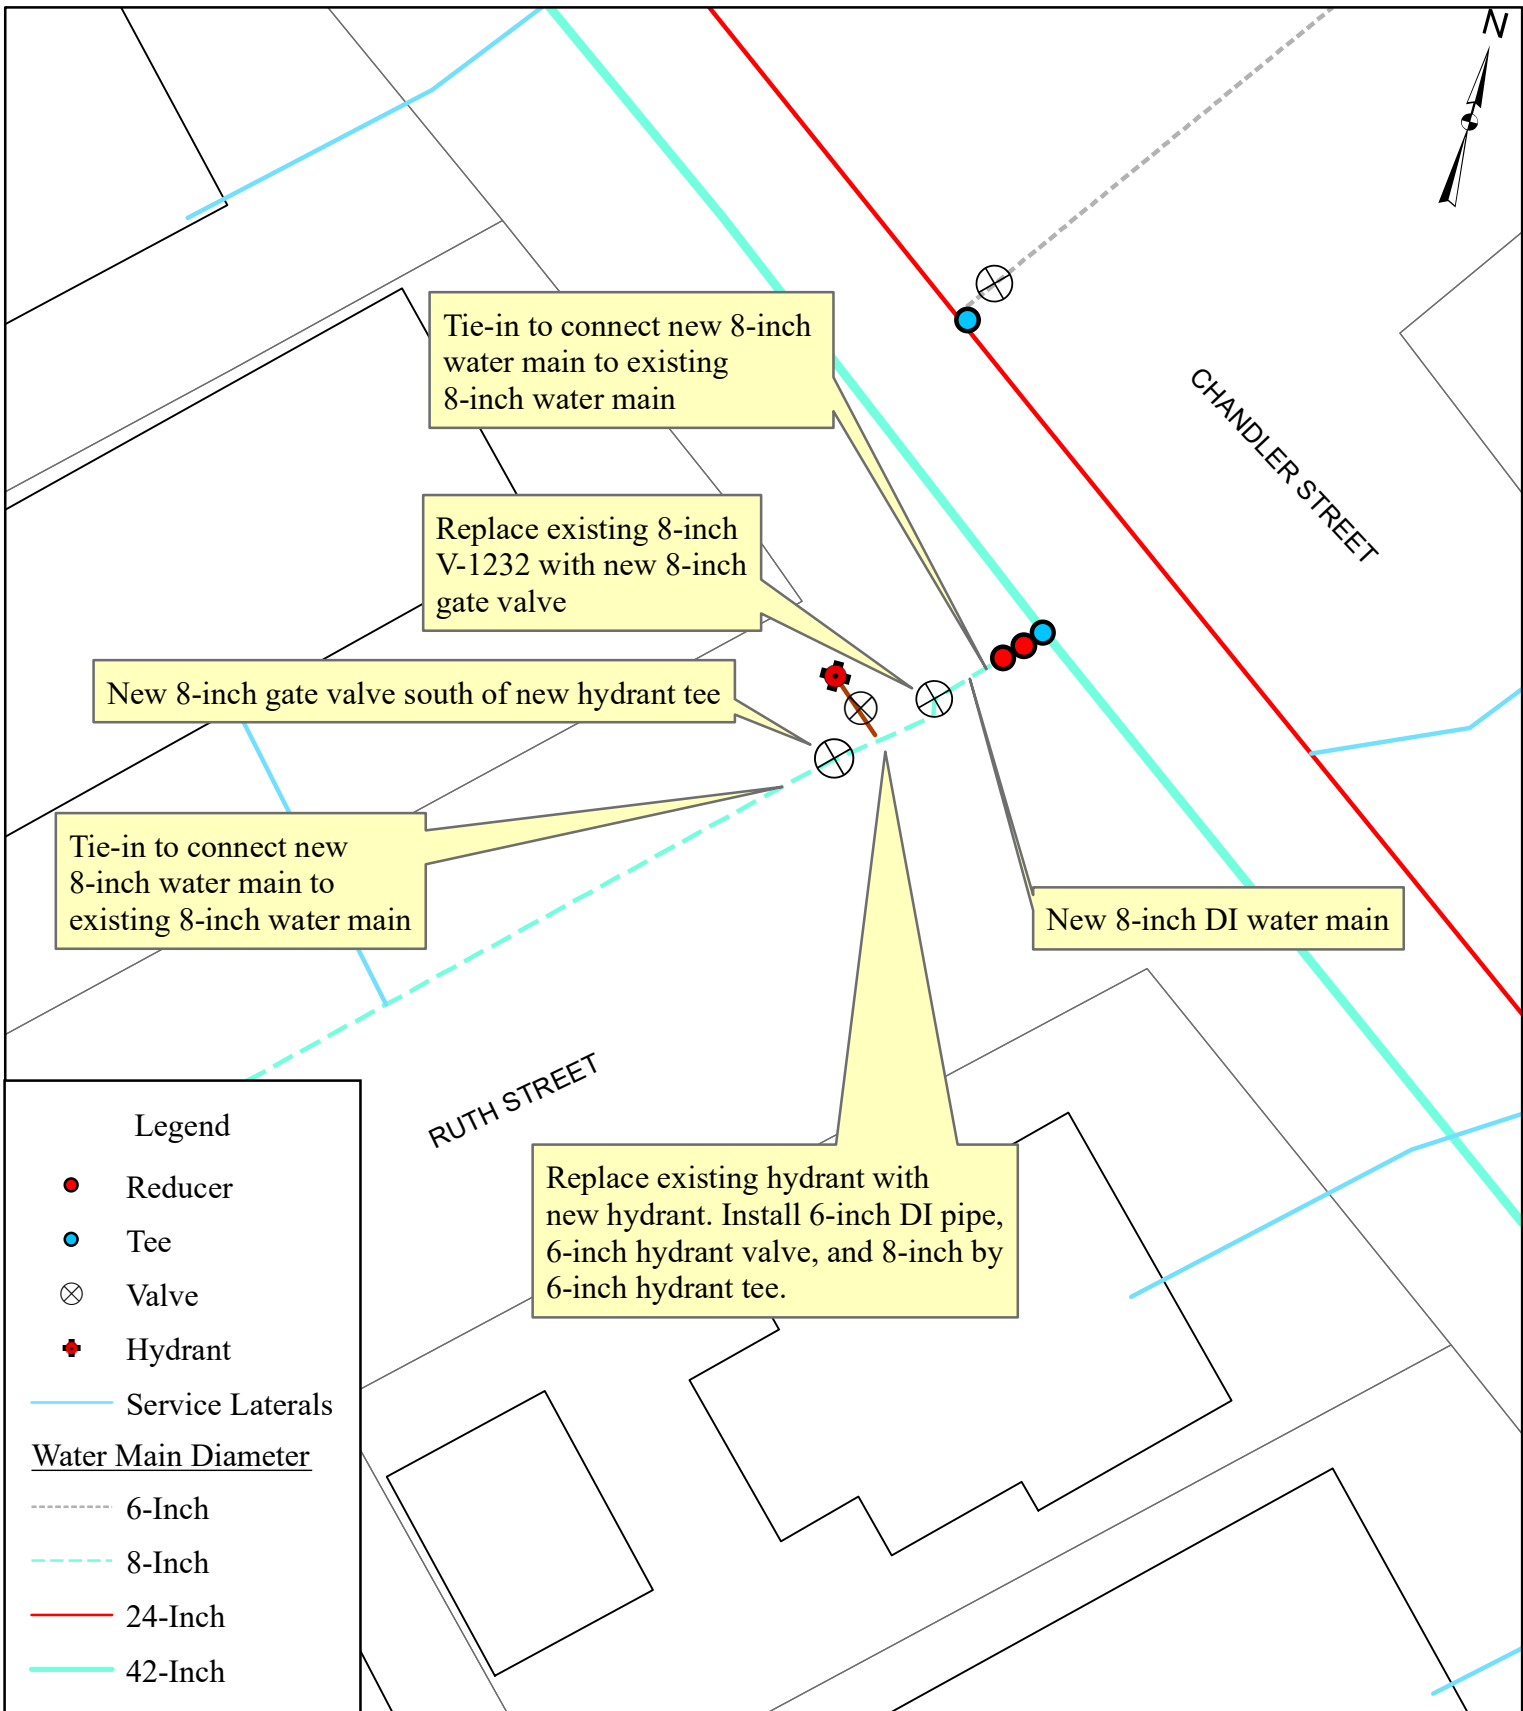 N
Tie-in to connect new 8-inch
water main to existing
8-inch water main
CHANDLER STREET
Replace existing 8-inch
V-1232 with new 8-inch
gate valve
New 8-inch gate valve south of new hydrant tee
Tie-in to connect new
8-inch water main to
existing 8-inch water main
New 8-inch DI water main
RUTH STREET
Replace existing hydrant with
new hydrant. Install 6-inch DI pipe,
6-inch hydrant valve, and 8-inch by
6-inch hydrant tee.
Legend
Reducer
Tee
Valve
Hydrant
Service Laterals
Water Main Diameter
6-Inch
8-Inch
24-Inch
42-Inch